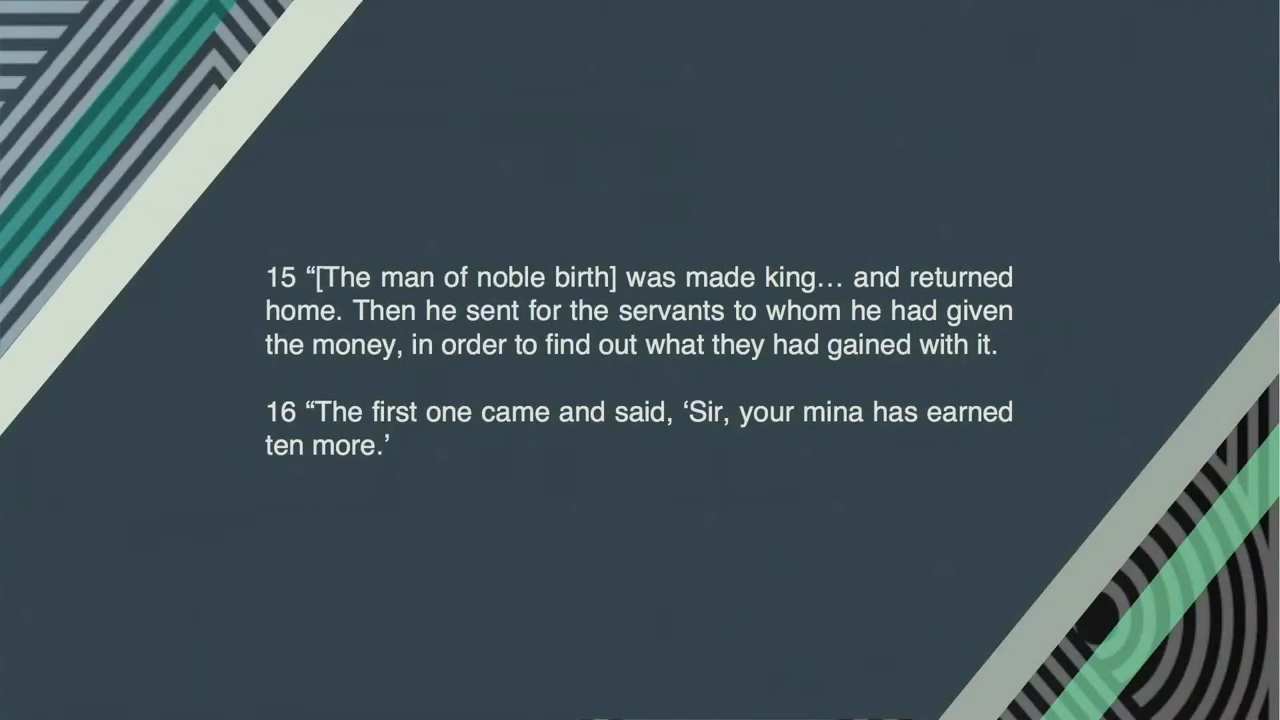 15 “[The man of noble birth] was made king… and returned
home. Then he sent for the servants to whom he had given
the money, in order to find out what they had gained with it.
16 “The first one came and said, ‘Sir, your mina has earned
ten more.’